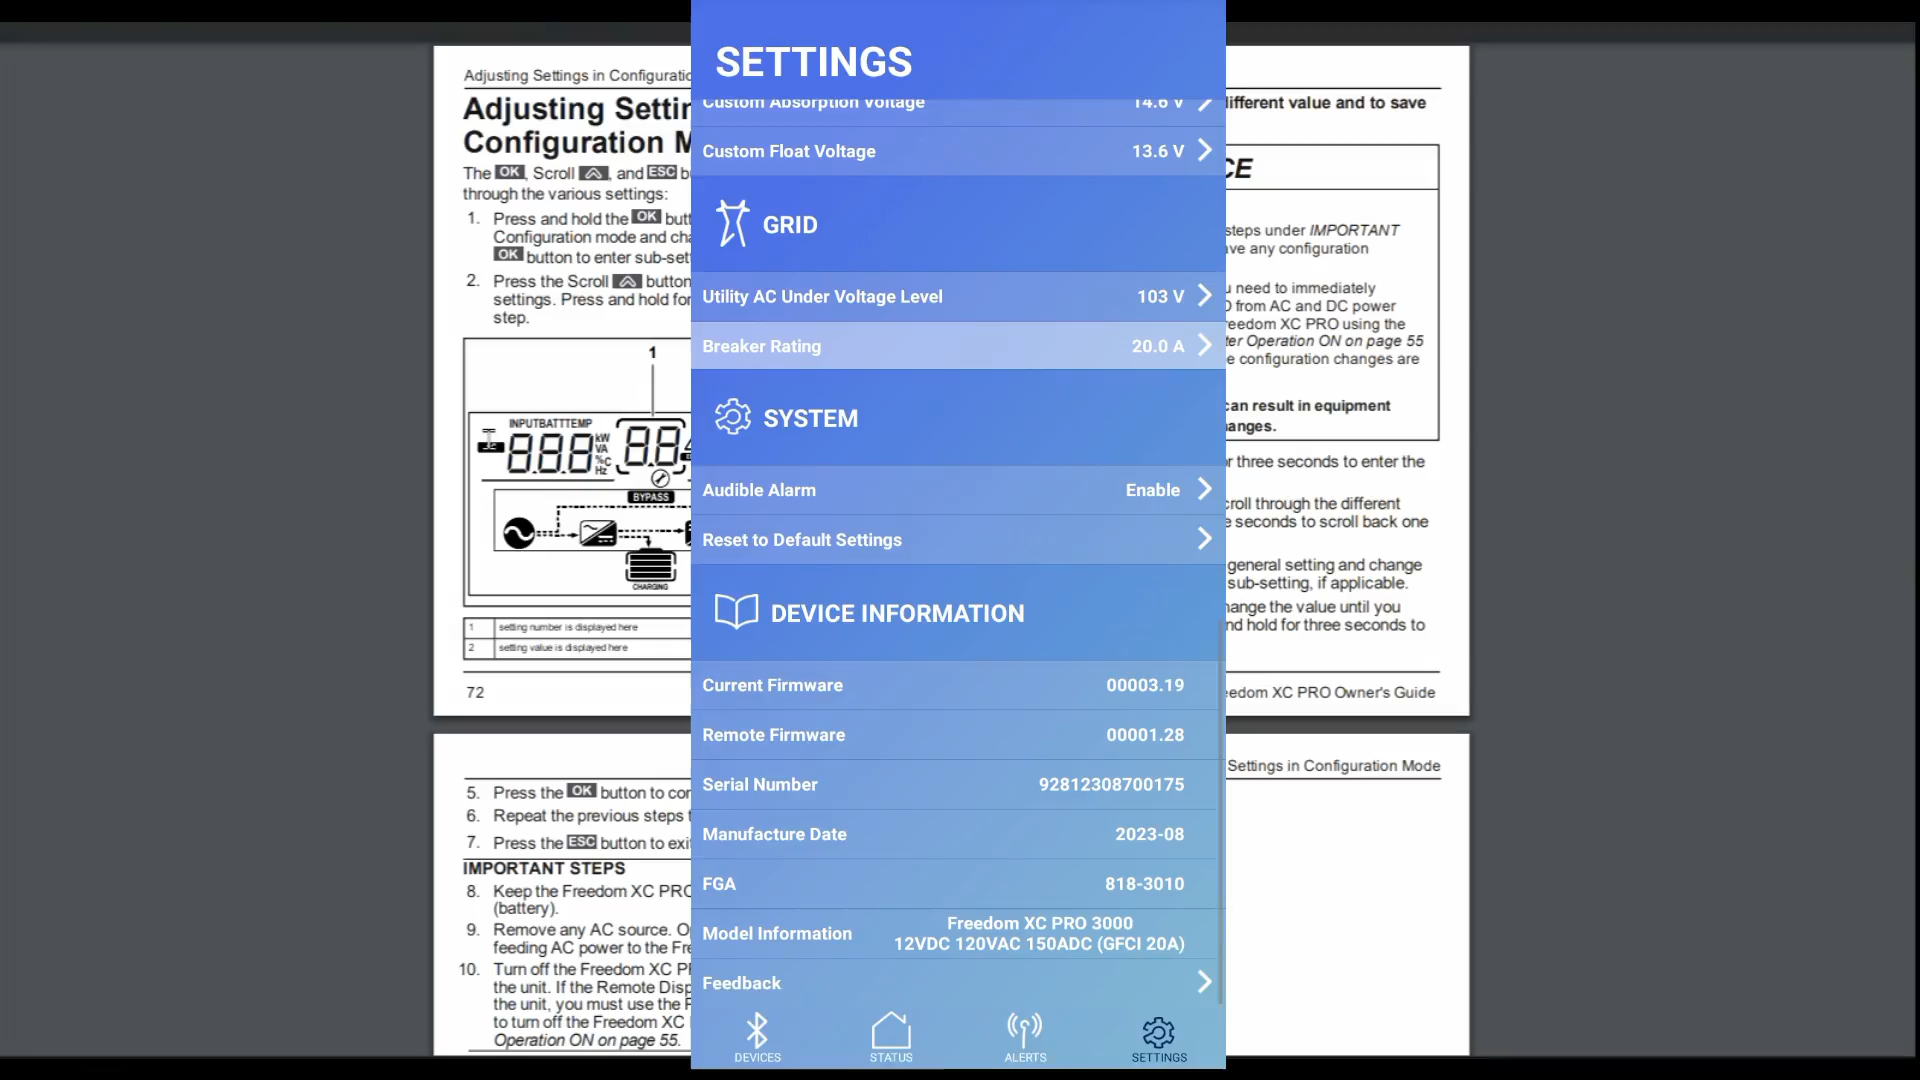 Adjusting Settings in Configuratio
Adjusting Settin
Configuration M
The OK, Scroll , and ESC b
through the various settings:
1. Press and hold the OK butt
Configuration mode and cha
OK button to enter sub-set
2. Press the Scroll button
settings. Press and hold for
step.
1
INPUTBATTTEMP
kW
VA
%C
Hz
BYPASS
CHARGING
1 setting number is displayed here
2 setting value is displayed here
72
5. Press the OK button to cor
6. Repeat the previous steps t
7. Press the ESC button to exi
IMPORTANT STEPS
8. Keep the Freedom XC PRO
(battery).
9. Remove any AC source. O
feeding AC power to the Fre
10. Turn off the Freedom XC P
the unit. If the Remote Disp
the unit, you must use the F
to turn off the Freedom XC
Operation ON on page 55.
SETTINGS
Custom Absorption Voltage 14.6 V
Custom Float Voltage 13.6 V
GRID
Utility AC Under Voltage Level 103 V
Breaker Rating 20.0 A
SYSTEM
Audible Alarm Enable
Reset to Default Settings
DEVICE INFORMATION
Current Firmware 00003.19
Remote Firmware 00001.28
Serial Number 92812308700175
Manufacture Date 2023-08
FGA 818-3010
Model Information Freedom XC PRO 3000
12VDC 120VAC 150ADC (GFCI 20A)
Feedback
DEVICES STATUS ALERTS SETTINGS
ifferent value and to save
CE
steps under IMPORTANT
ave any configuration
u need to immediately
O from AC and DC power
reedom XC PRO using the
ter Operation ON on page 55
e configuration changes are
can result in equipment
anges.
r three seconds to enter the
croll through the different
e seconds to scroll back one
general setting and change
sub-setting, if applicable.
hange the value until you
nd hold for three seconds to
eedom XC PRO Owner's Guide
Settings in Configuration Mode